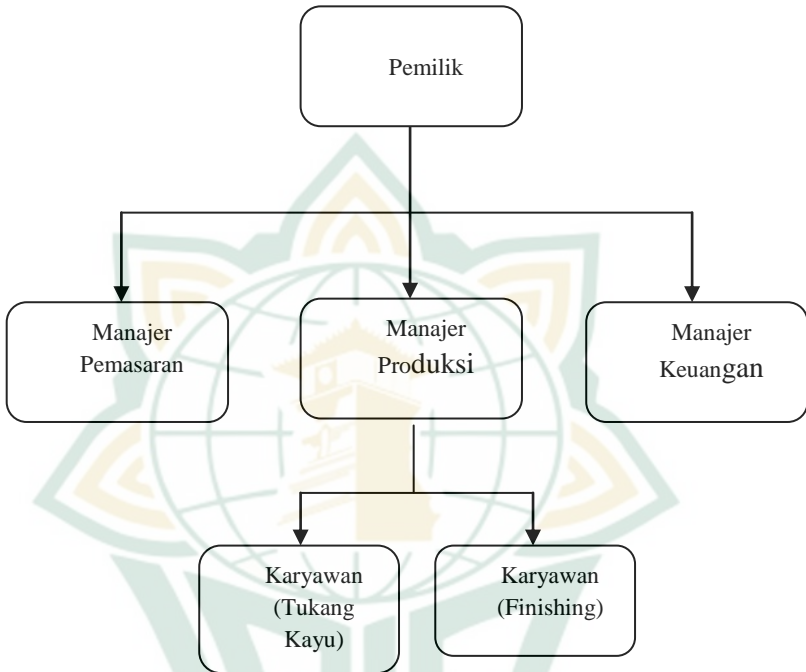 Pemilik
Manajer
Pemasaran
Manajer
Produksi
Manajer
Keuangan
Karyawan
(Tukang
Kayu)
Karyawan
(Finishing)